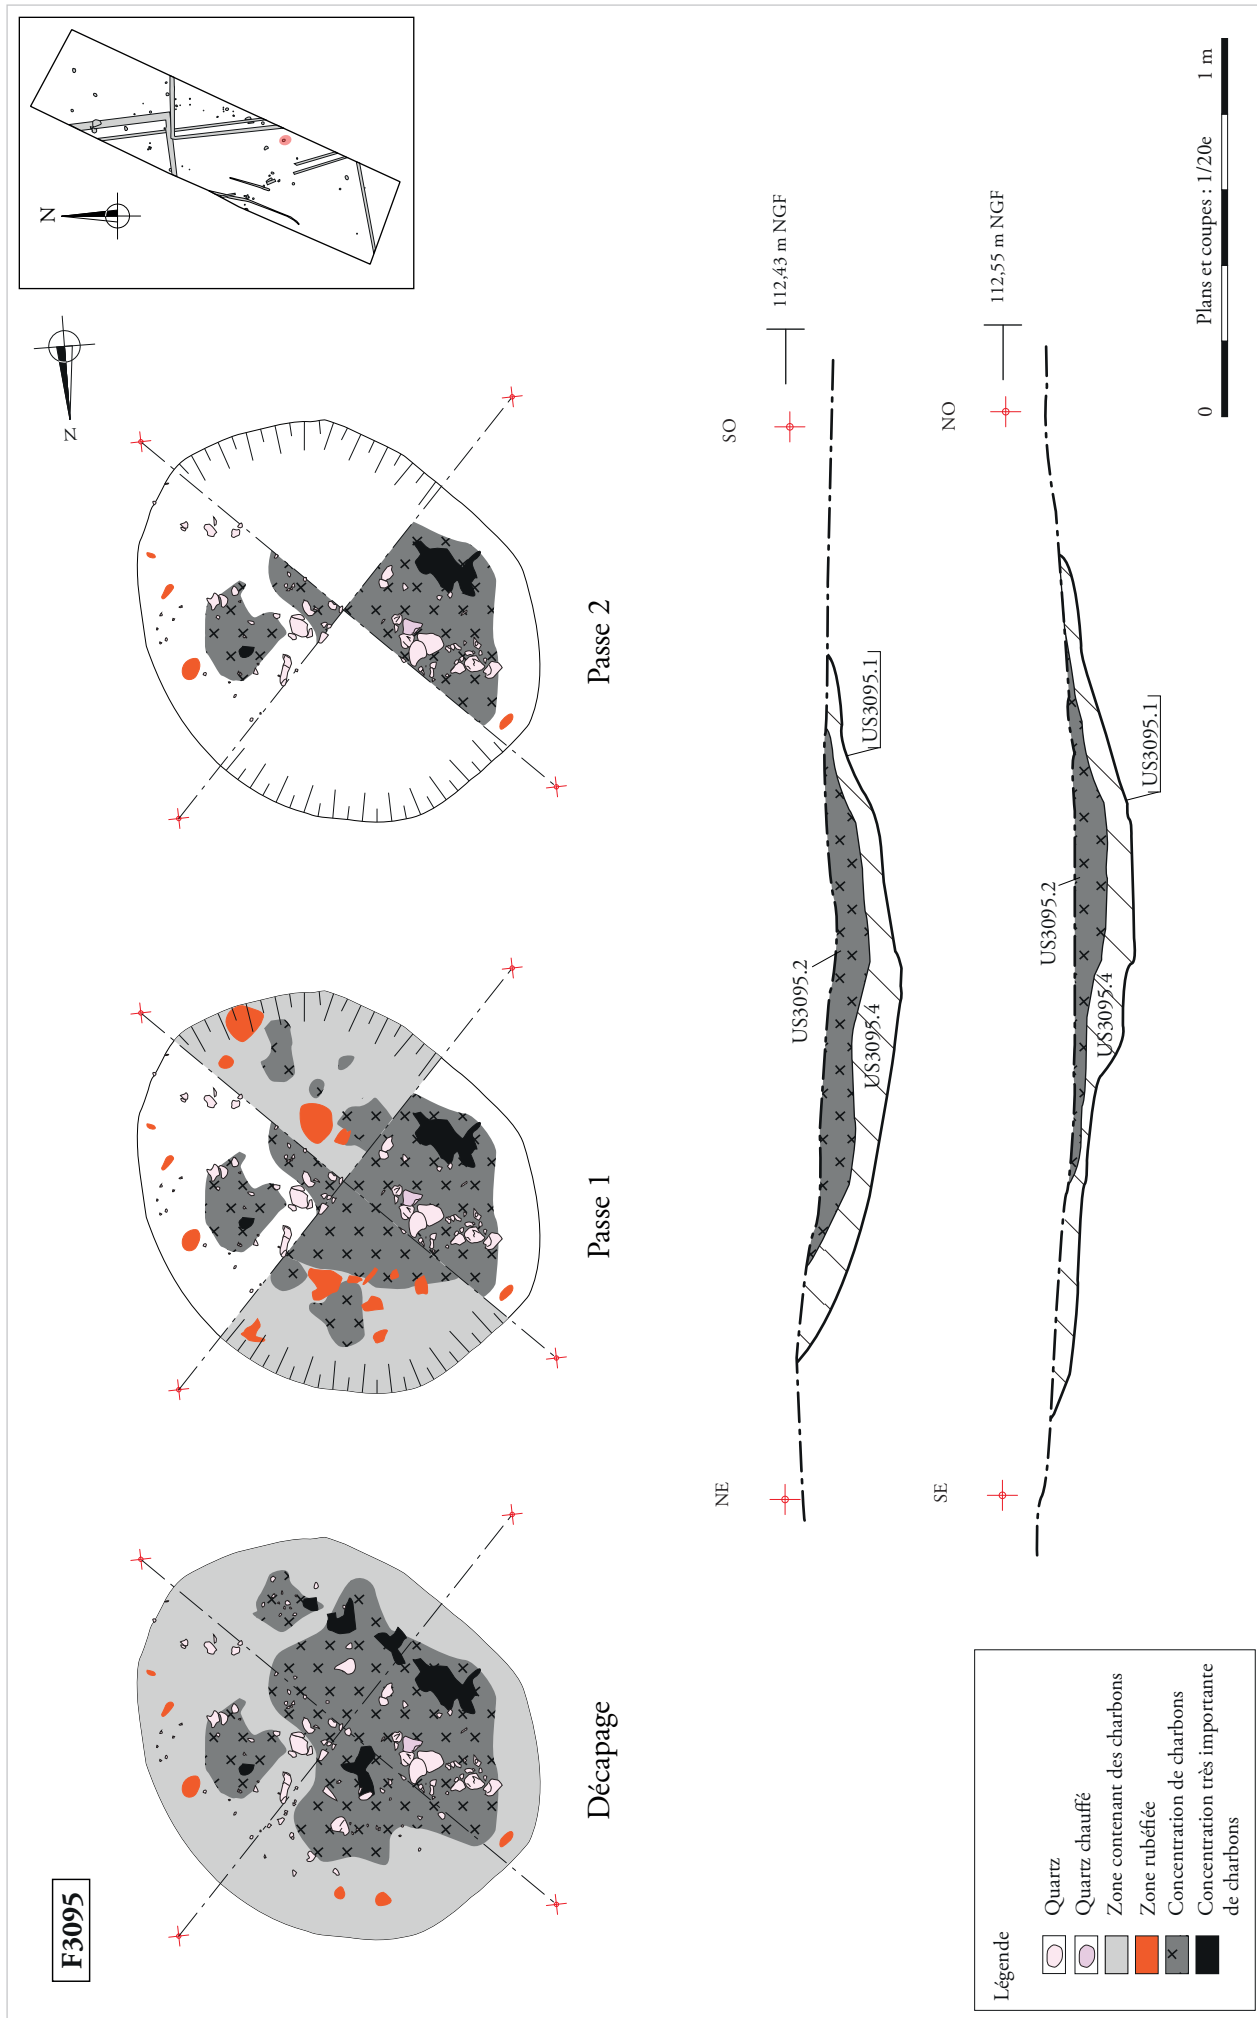 F3095
Décapage
Passe 1
Passe 2
N
N
NE
SO
112,43 m NGF
US3095.2
US3095.4
US3095.1
SE
NO
112,55 m NGF
US3095.2
US3095.4
US3095.1
Légende
Quartz
Quartz chauffé
Zone contenant des charbons
Zone rubéfiée
Concentration de charbons
Concentration très importante
de charbons
0
Plans et coupes : 1/20e
1 m